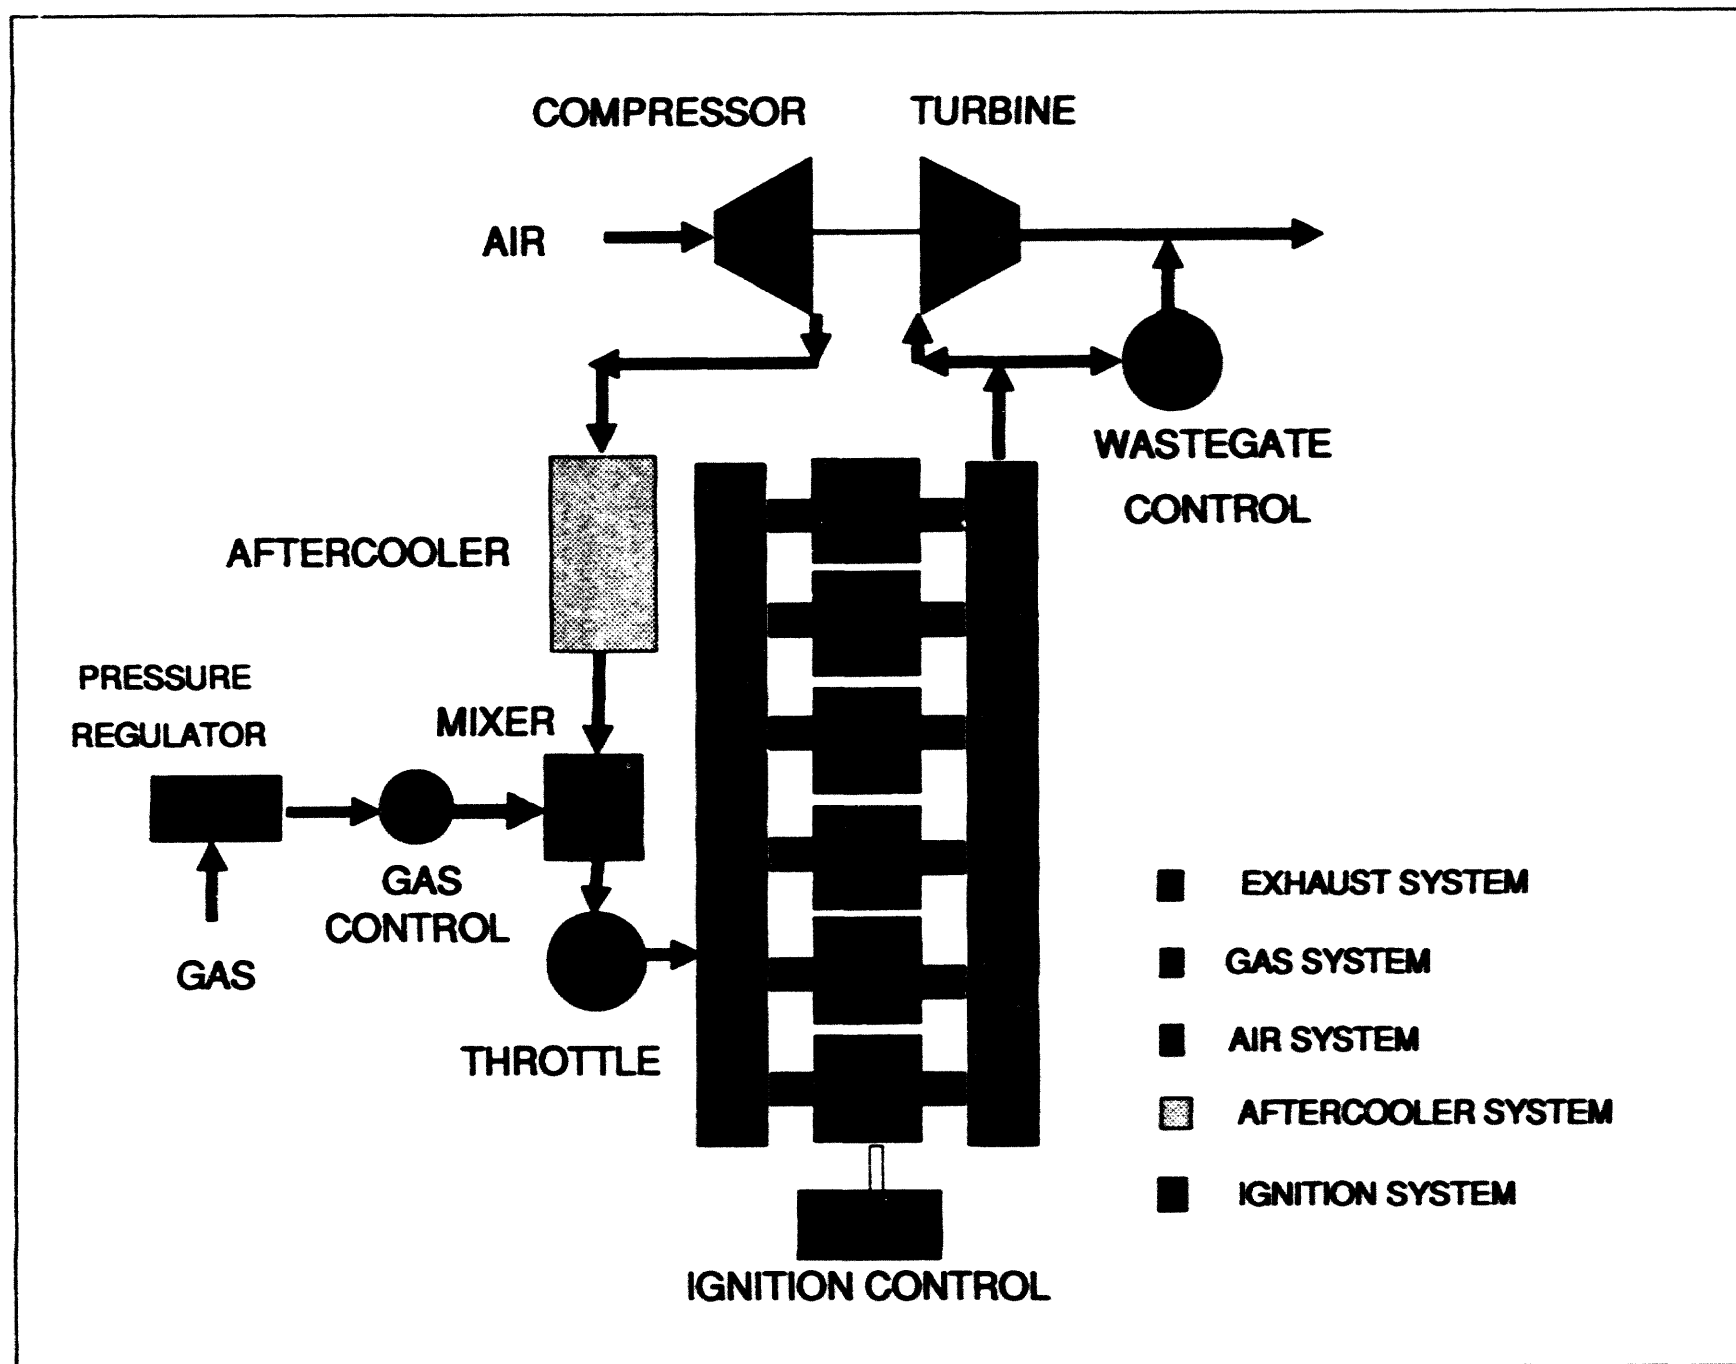 COMPRESSOR
TURBINE
AIR
WASTEGATE
CONTROL
AFTERCOOLER
PRESSURE
REGULATOR
MIXER
GAS
CONTROL
GAS
THROTTLE
EXHAUST SYSTEM
GAS SYSTEM
AIR SYSTEM
AFTERCOOLER SYSTEM
IGNITION SYSTEM
IGNITION CONTROL